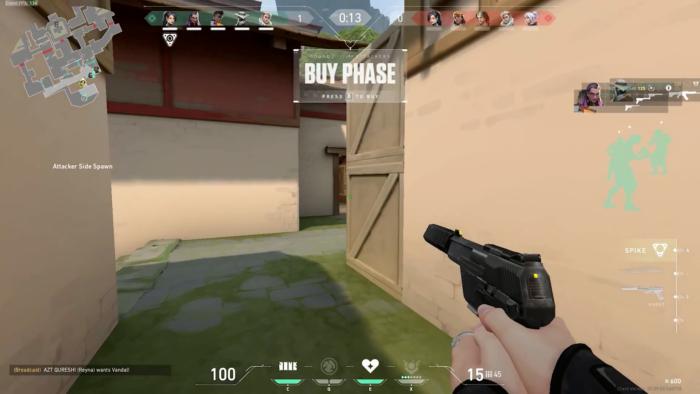 1
0:13
0
BUY PHASE
PRESS B TO BUY
Attacker Side Spawn
SPIKE
(Broadcast) AZT QURESHI (Reyna) wants Vandal!
100
15
45
C
Q
E
X
600